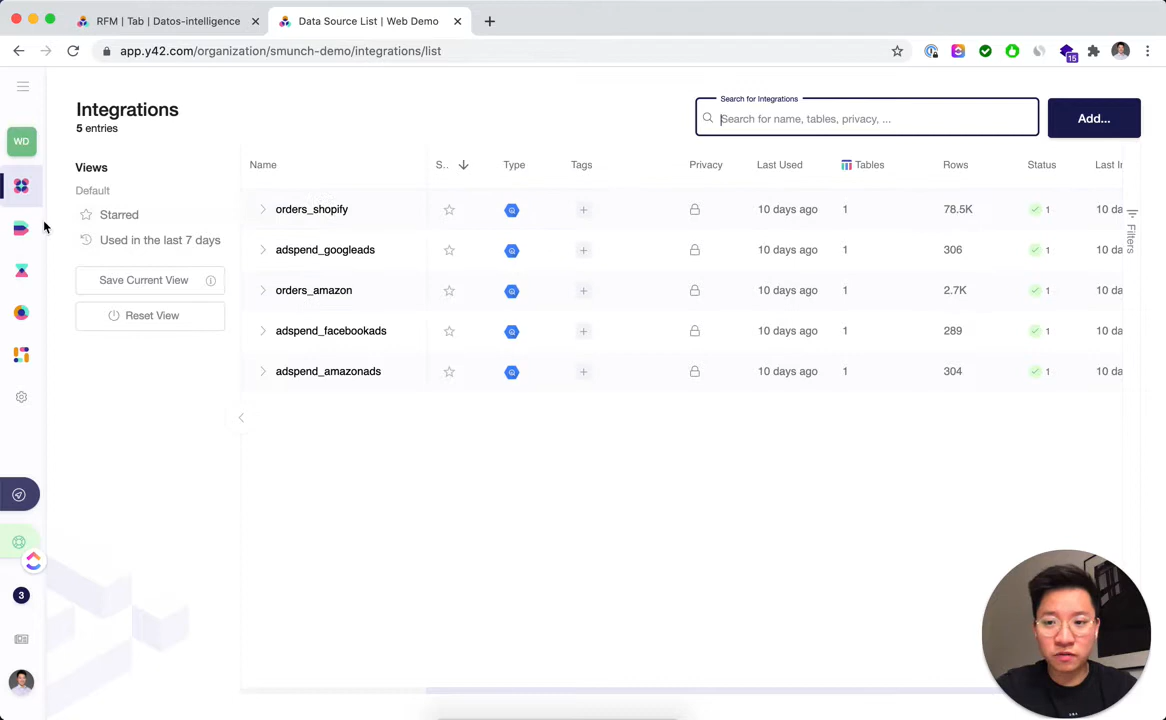 RFM | Tab | Datos-intelligence
Data Source List | Web Demo
app.y42.com/organization/smunch-demo/integrations/list
15
Integrations
5 entries
Search for Integrations
Search for name, tables, privacy, ...
Add...
WD
Views
Default
Starred
Used in the last 7 days
Save Current View
Reset View
Name S.. Type Tags Privacy Last Used Tables Rows Status Last In
orders_shopify 10 days ago 1 78.5K 1 10 da
adspend_googleads 10 days ago 1 306 1 10 da
orders_amazon 10 days ago 1 2.7K 1 10 da
adspend_facebookads 10 days ago 1 289 1 10 da
adspend_amazonads 10 days ago 1 304 1 10 da
Filters
3